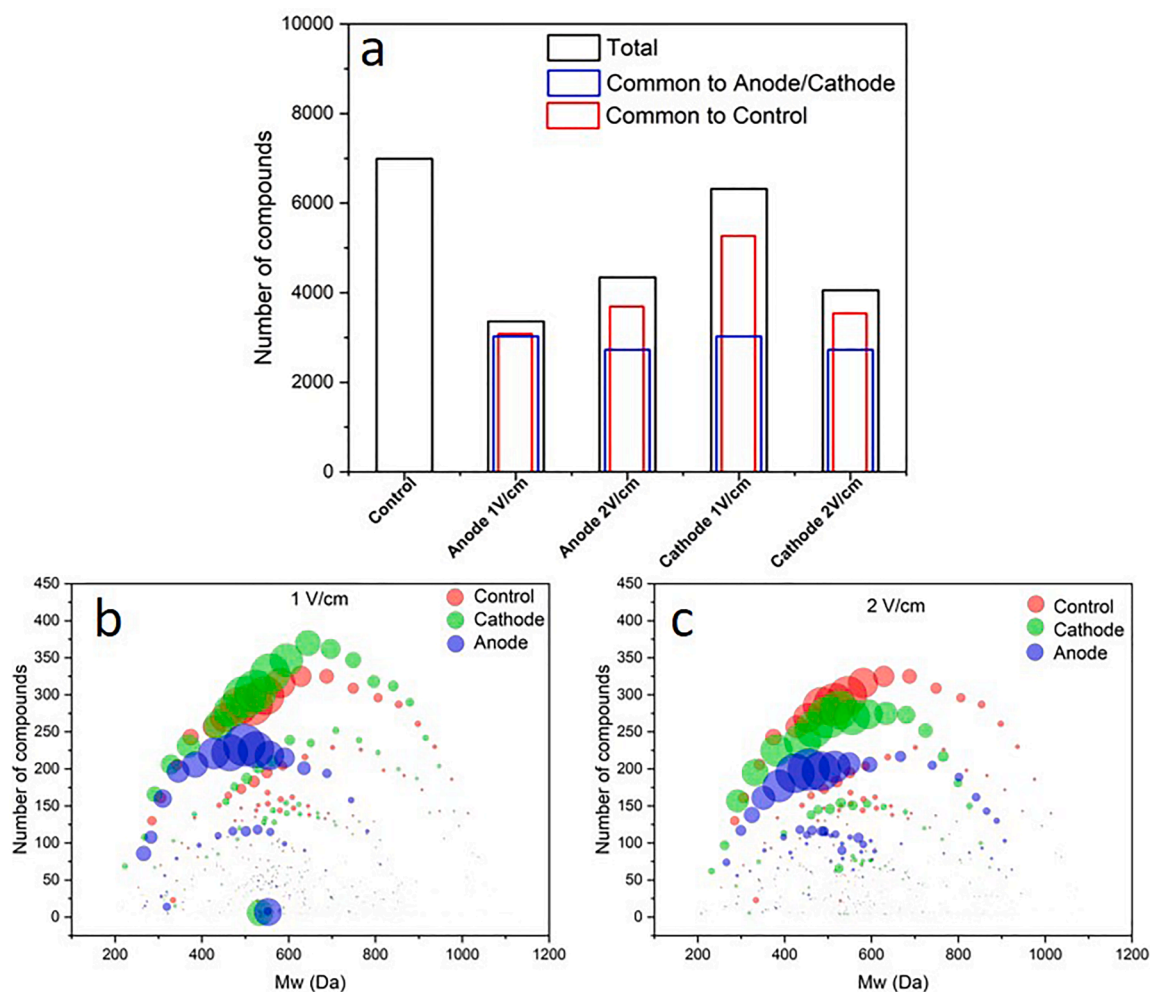 a
10000
8000
6000
4000
2000
0
Number of compounds
Total
Common to Anode/Cathode
Common to Control
Control
Anode 1V/cm
Anode 2V/cm
Cathode 1V/cm
Cathode 2V/cm
b
1 V/cm
Control
Cathode
Anode
450
400
350
300
250
200
150
100
50
0
Number of compounds
200 400 600 800 1000 1200
Mw (Da)
c
2 V/cm
Control
Cathode
Anode
450
400
350
300
250
200
150
100
50
0
Number of compounds
200 400 600 800 1000 1200
Mw (Da)